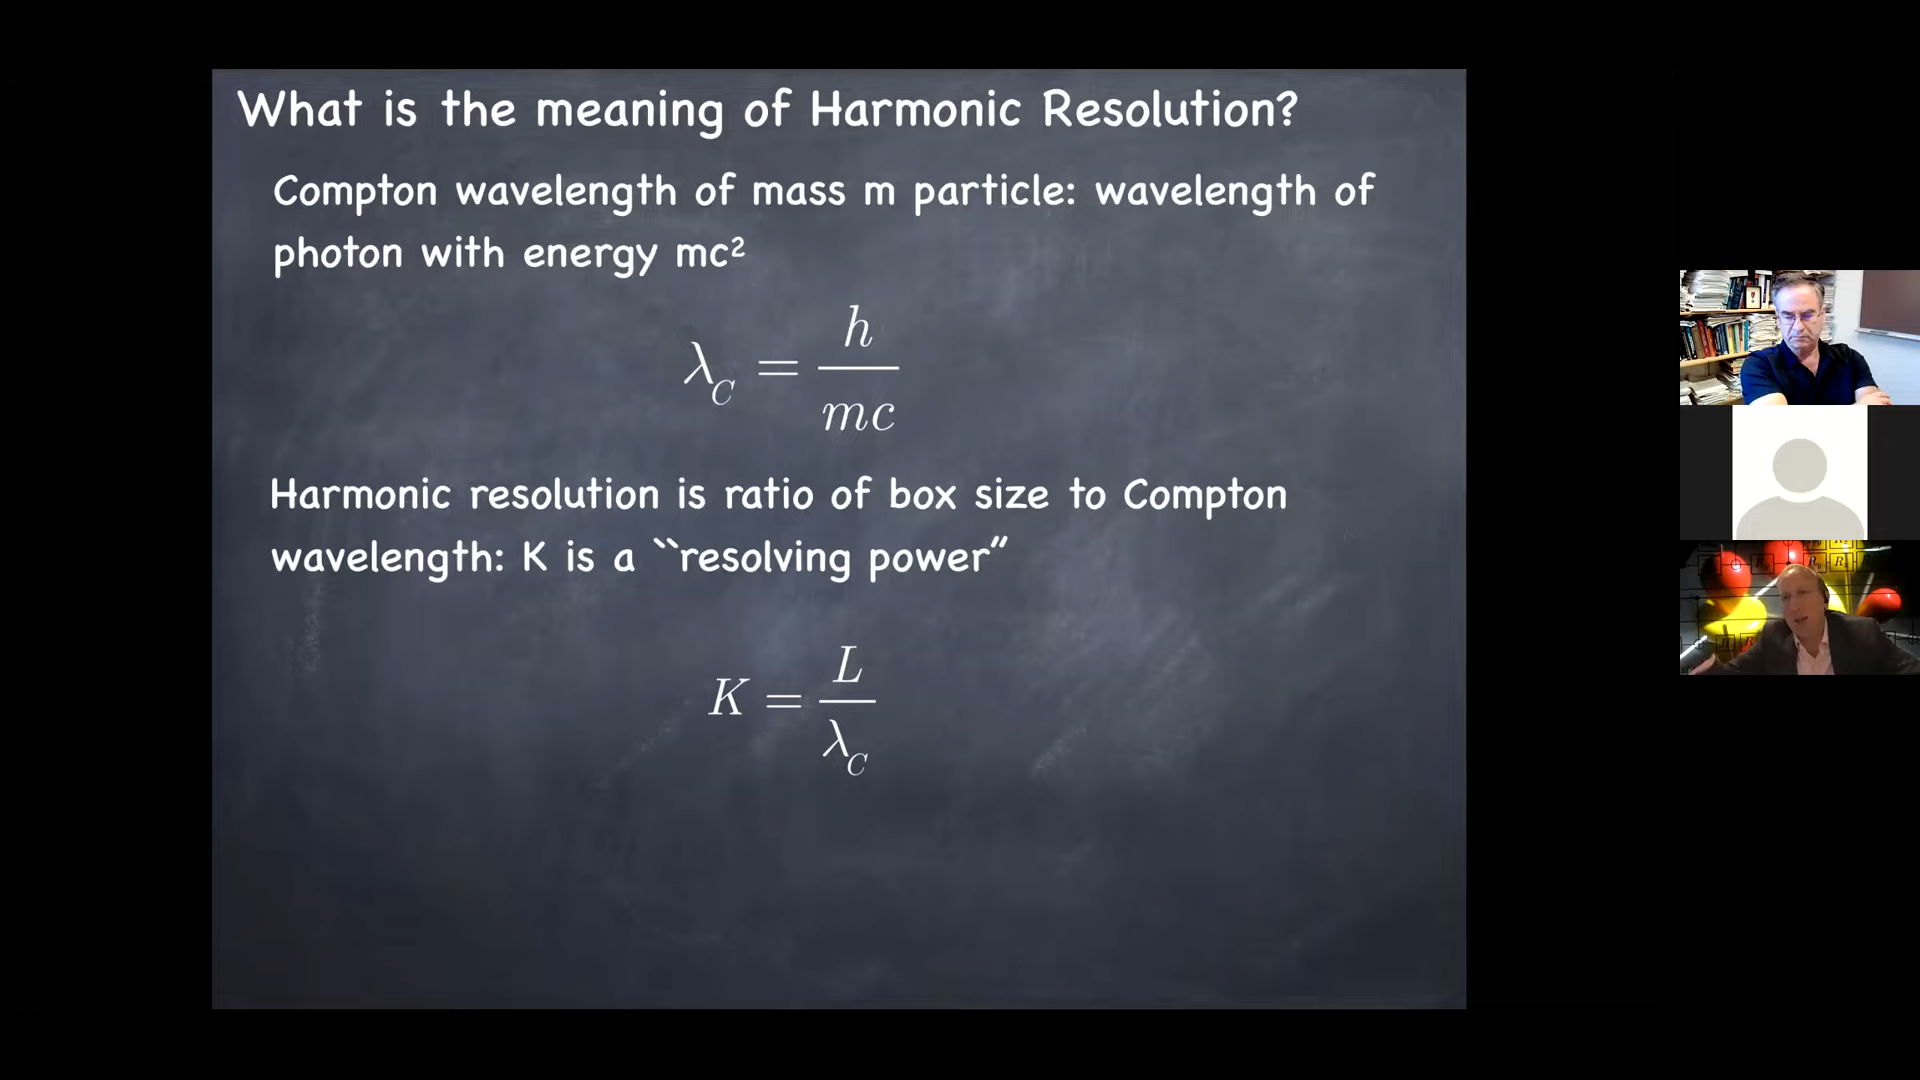 What is the meaning of Harmonic Resolution?
Compton wavelength of mass m particle: wavelength of
photon with energy mc²
λ_C = h/mc
Harmonic resolution is ratio of box size to Compton
wavelength: K is a ``resolving power”
K = L/λ_C